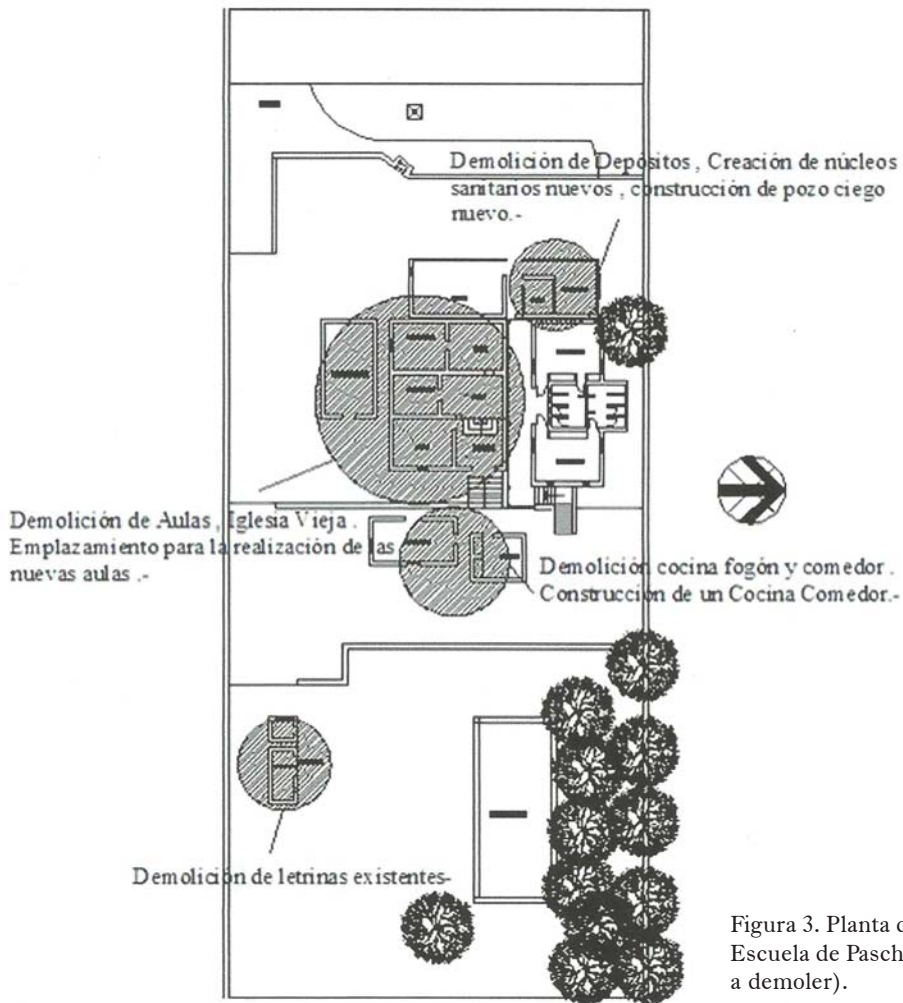 Demolición de Depósitos , Creación de núcleos
sanitarios nuevos , construcción de pozo ciego
nuevo.-
Demolición de Aulas , Iglesia Vieja .
Emplazamiento para la realización de las
nuevas aulas .-
Demolición cocina fogón y comedor .
Construcción de un Cocina Comedor.-
Demolición de letrinas existentes-
Figura 3. Planta d
Escuela de Pasch
a demoler).